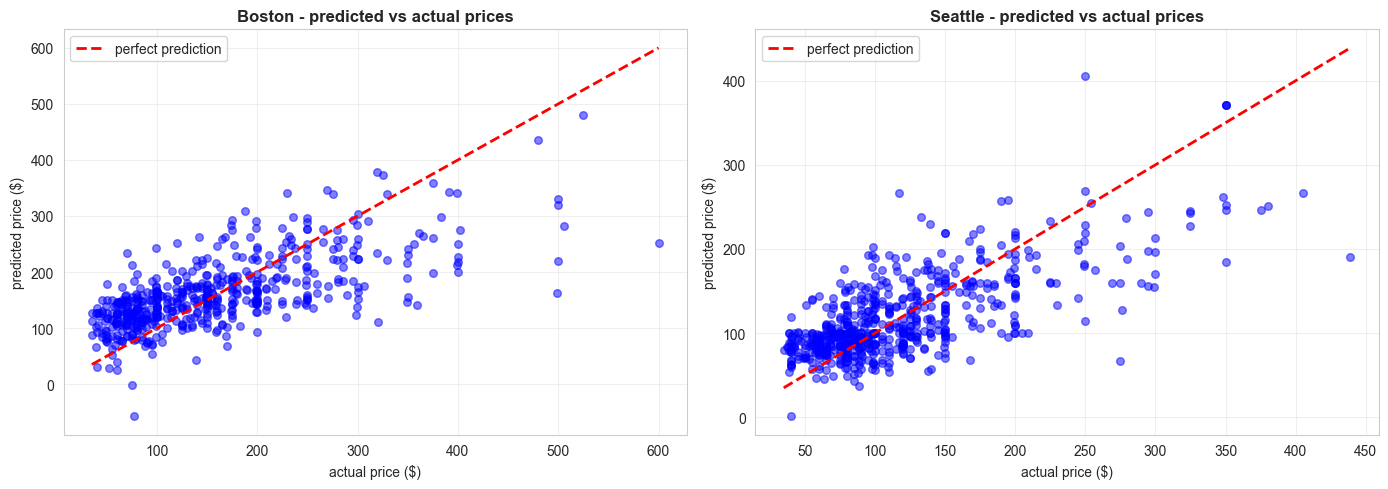 Boston - predicted vs actual prices
perfect prediction
predicted price ($)
600
500
400
300
200
100
0
100 200 300 400 500 600
actual price ($)
Seattle - predicted vs actual prices
perfect prediction
predicted price ($)
400
300
200
100
0
50 100 150 200 250 300 350 400 450
actual price ($)